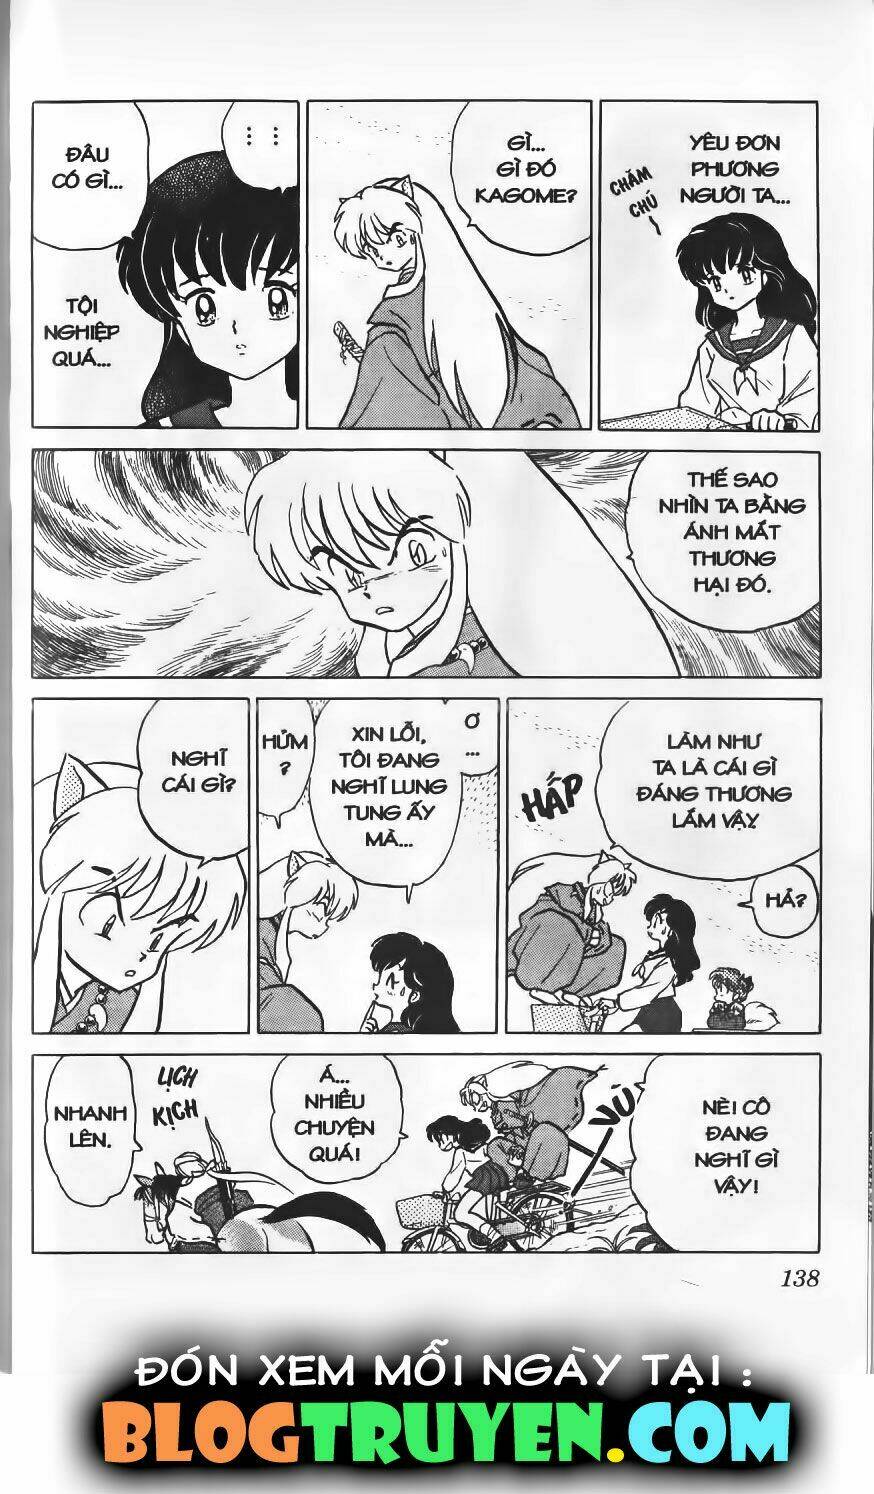 YÊU ĐƠN
PHƯƠNG
NGƯỜI TA...
CHĂM
CHÚ
GÌ...
GÌ ĐÓ
KAGOME?
...
...
ĐÂU
CÓ GÌ...
TỘI
NGHIỆP
QUÁ...
THẾ SAO
NHÌN TA BẰNG
ÁNH MẮT
THƯƠNG
HẠI ĐÓ.
LÀM NHƯ
TA LÀ CÁI GÌ
ĐÁNG THƯƠNG
LẮM VẬY.
HẤP
HẢ?
Ơ
...
XIN LỖI,
TÔI ĐANG
NGHĨ LUNG
TUNG ẤY
MÀ...
HỬM
?
NGHĨ
CÁI GÌ?
NÈ! CÔ
ĐANG
NGHĨ GÌ
VẬY!
VÚ
Á...
NHIỀU
CHUYỆN
QUÁ!
LỊCH
KỊCH
NHANH
LÊN.
138
ĐÓN XEM MỖI NGÀY TẠI :
BLOGTRUYEN.COM